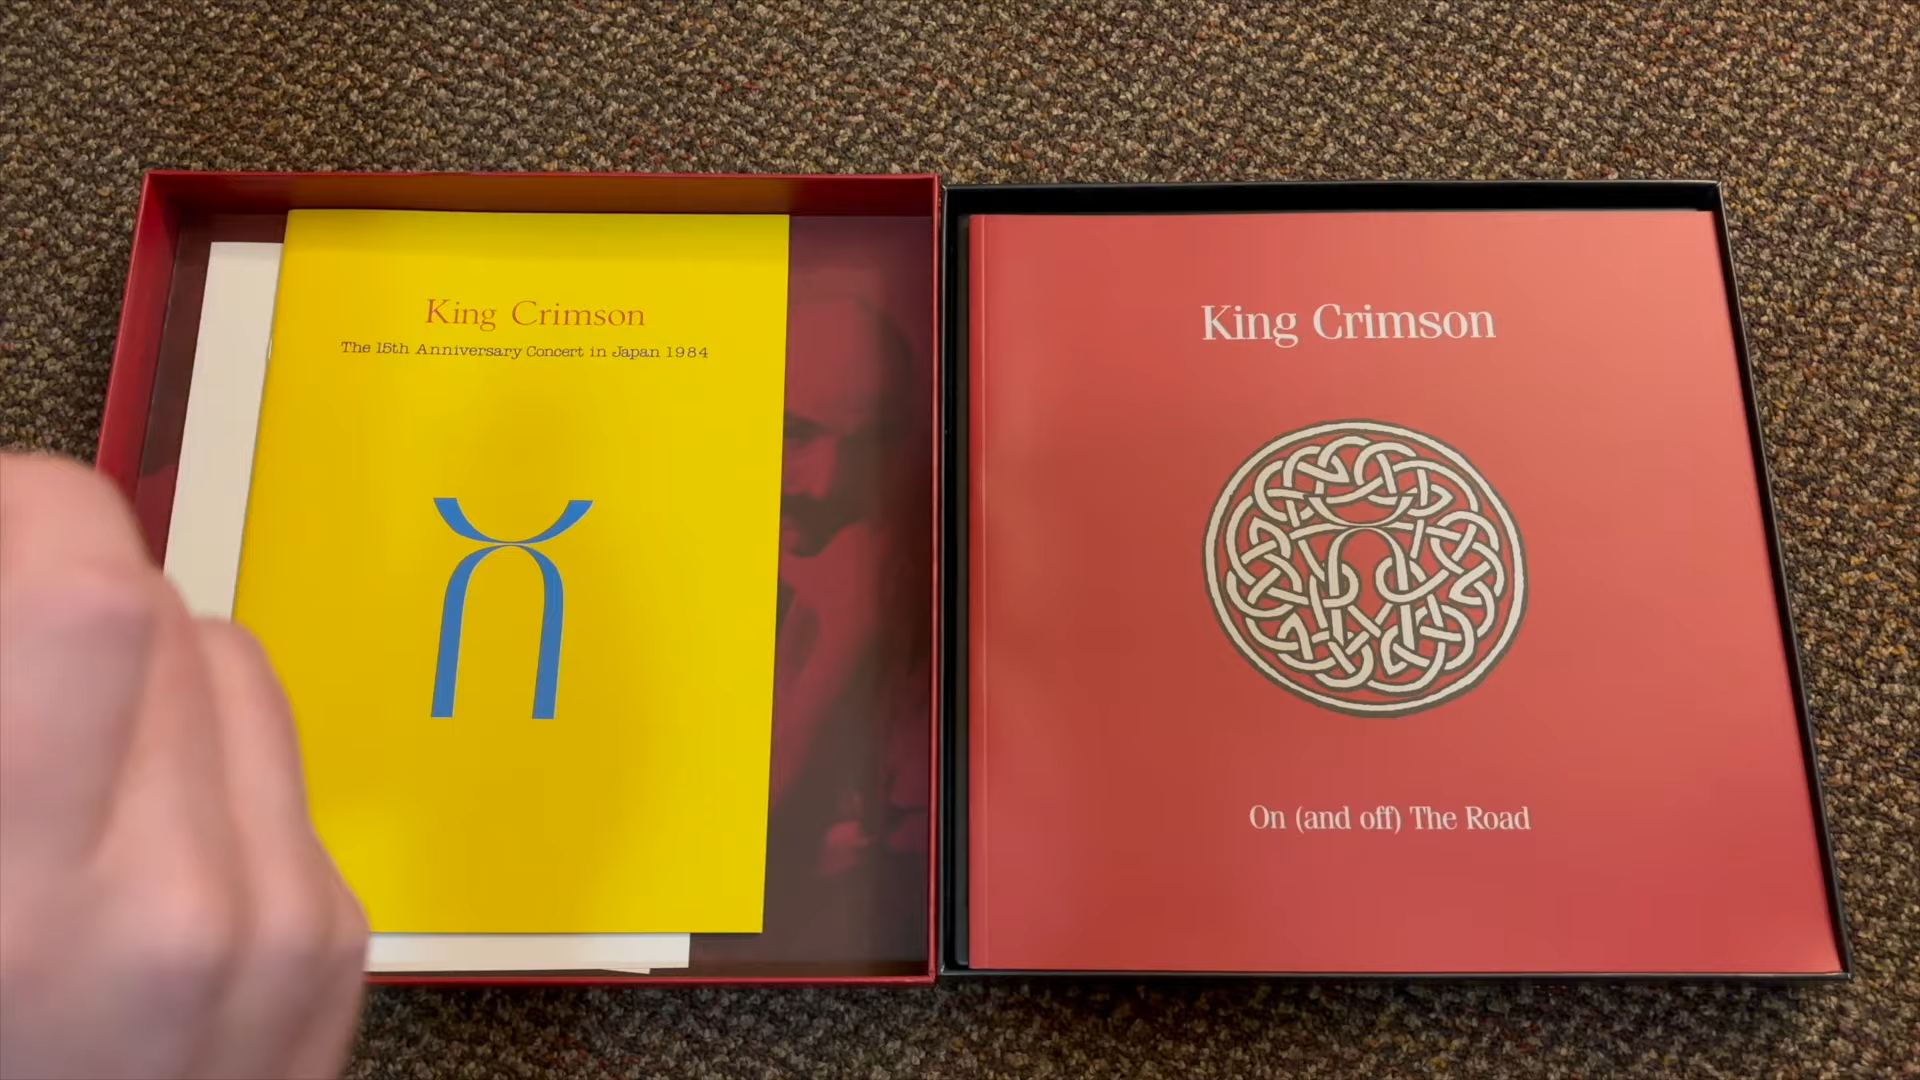 King Crimson
The 15th Anniversary Concert in Japan 1984
King Crimson
On (and off) The Road